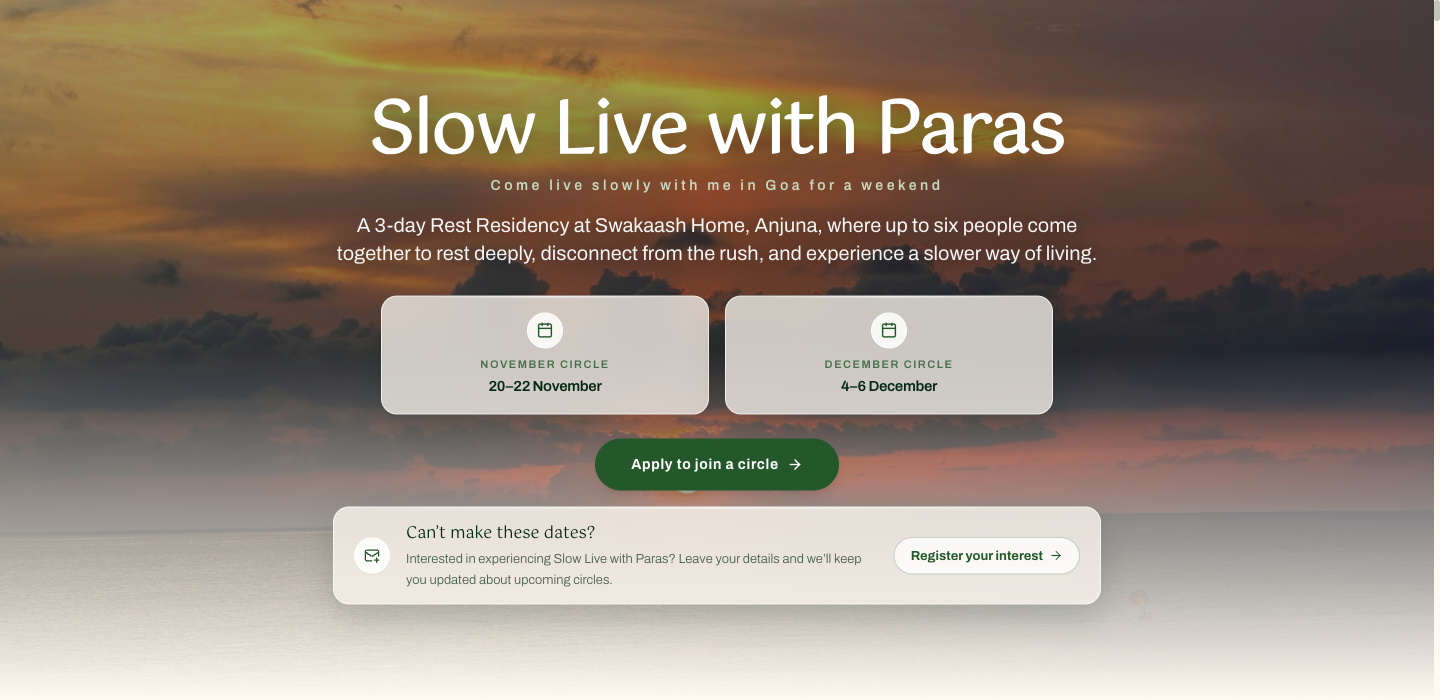 Slow Live with Paras
Come live slowly with me in Goa for a weekend
A 3-day Rest Residency at Swakaash Home, Anjuna, where up to six people come
together to rest deeply, disconnect from the rush, and experience a slower way of living.
NOVEMBER CIRCLE
20–22 November
DECEMBER CIRCLE
4–6 December
Apply to join a circle
Can’t make these dates?
Interested in experiencing Slow Live with Paras? Leave your details and we’ll keep
you updated about upcoming circles.
Register your interest